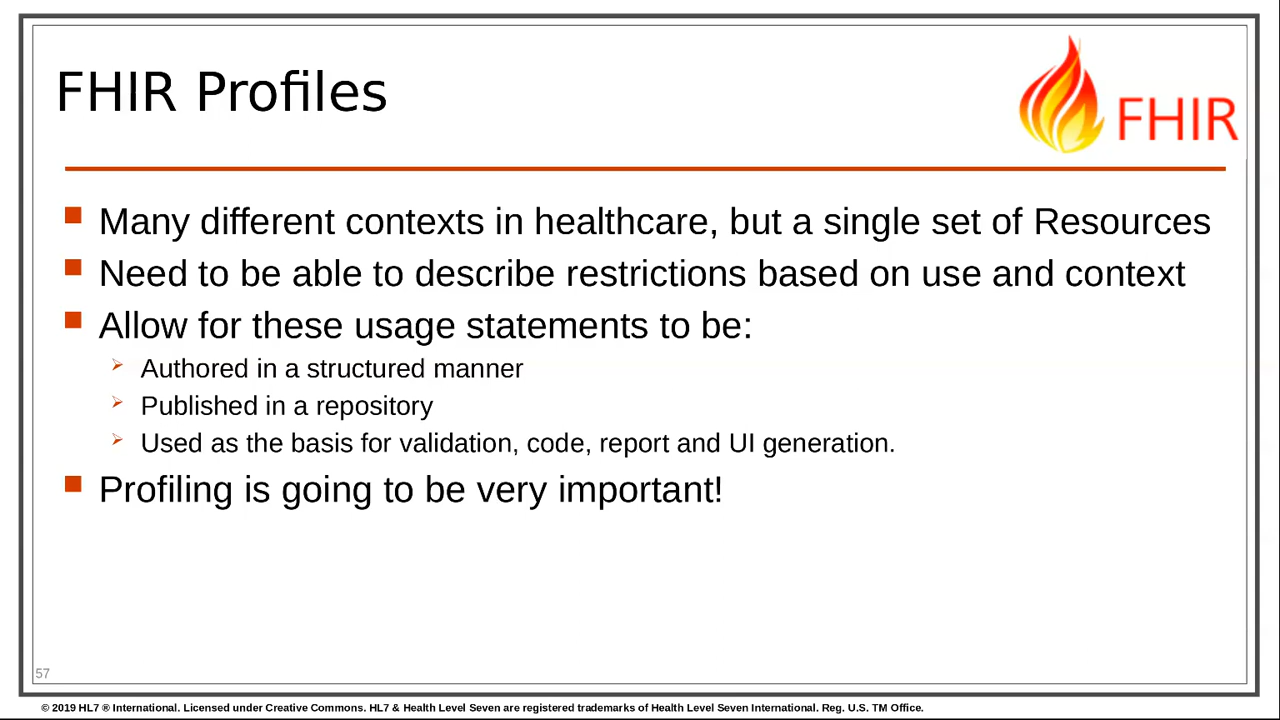 FHIR Profiles
FHIR
Many different contexts in healthcare, but a single set of Resources
Need to be able to describe restrictions based on use and context
Allow for these usage statements to be:
Authored in a structured manner
Published in a repository
Used as the basis for validation, code, report and UI generation.
Profiling is going to be very important!
57
© 2019 HL7 ® International. Licensed under Creative Commons. HL7 & Health Level Seven are registered trademarks of Health Level Seven International. Reg. U.S. TM Office.